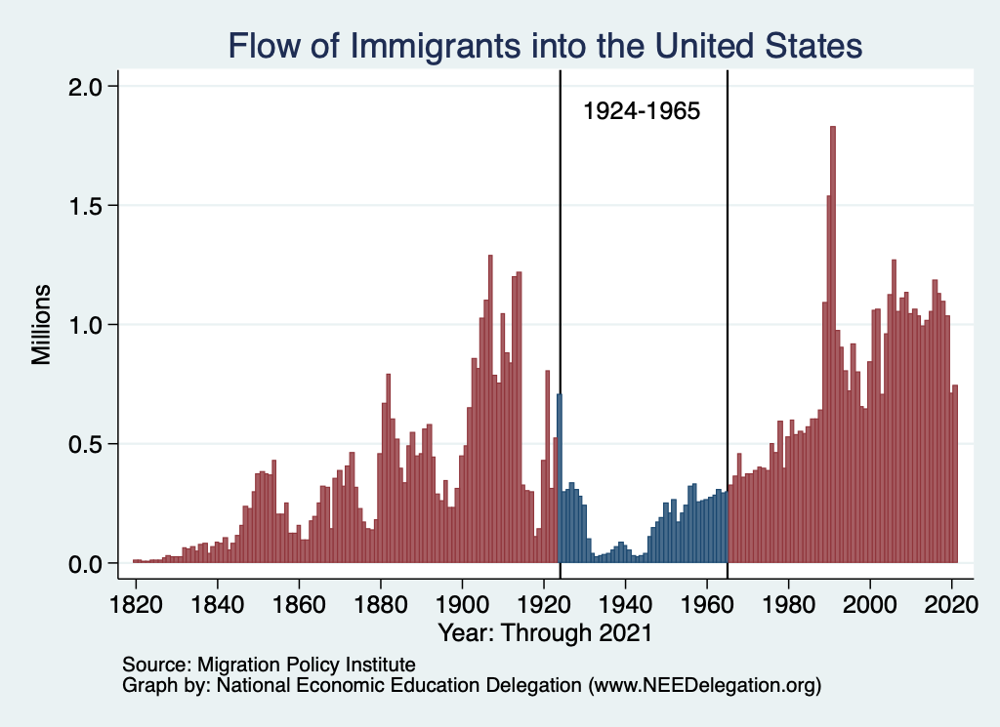 Flow of Immigrants into the United States
2.0
1924-1965
1.5
1.0
Millions
0.5
0.0
1820 1840 1860 1880 1900 1920 1940 1960 1980 2000 2020
Year: Through 2021
Source: Migration Policy Institute
Graph by: National Economic Education Delegation (www.NEEDelegation.org)